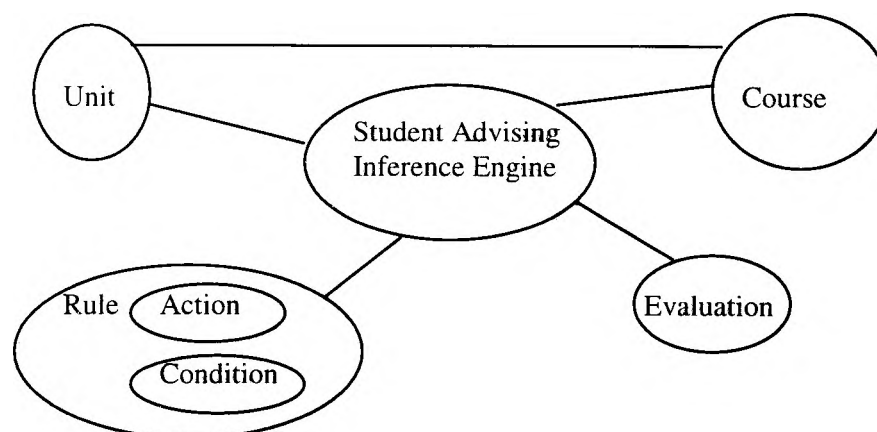 Unit
Course
Student Advising
Inference Engine
Rule
Action
Condition
Evaluation